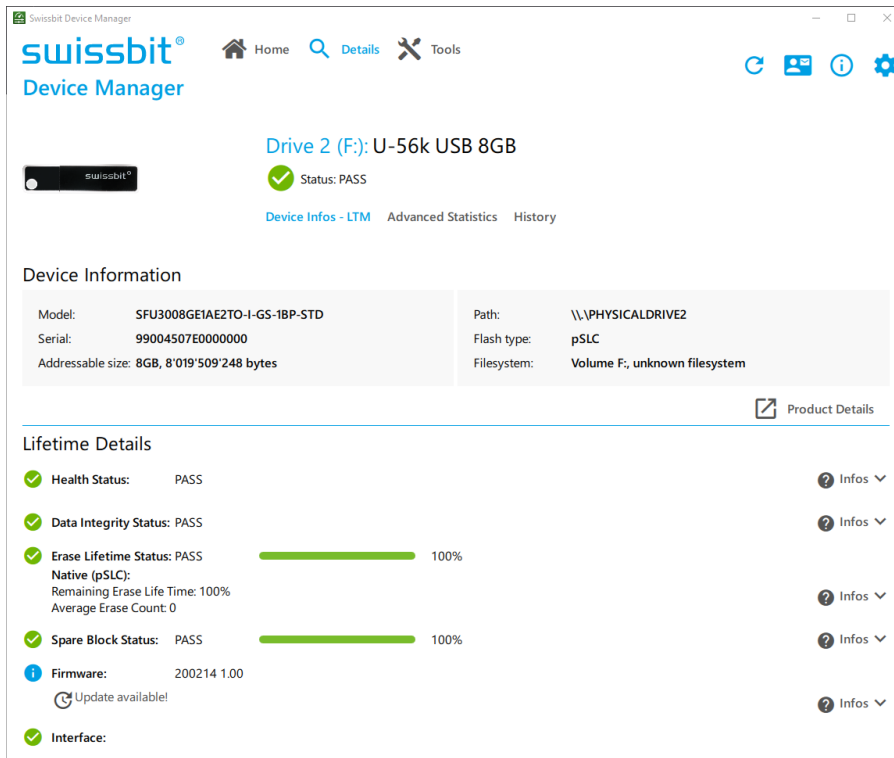 Swissbit Device Manager
swissbit®
Home Details Tools
Device Manager
Drive 2 (F:): U-56k USB 8GB
swissbit®
Status: PASS
Device Infos - LTM Advanced Statistics History
Device Information
Model: SFU3008GE1AE2TO-I-GS-1BP-STD
Path: \\.\PHYSICALDRIVE2
Serial: 99004507E0000000
Flash type: pSLC
Addressable size: 8GB, 8'019'509'248 bytes
Filesystem: Volume F:, unknown filesystem
Product Details
Lifetime Details
Health Status: PASS Infos
Data Integrity Status: PASS Infos
Erase Lifetime Status: PASS 100%
Native (pSLC):
Remaining Erase Life Time: 100%
Average Erase Count: 0 Infos
Spare Block Status: PASS 100% Infos
Firmware: 200214 1.00
Update available! Infos
Interface: